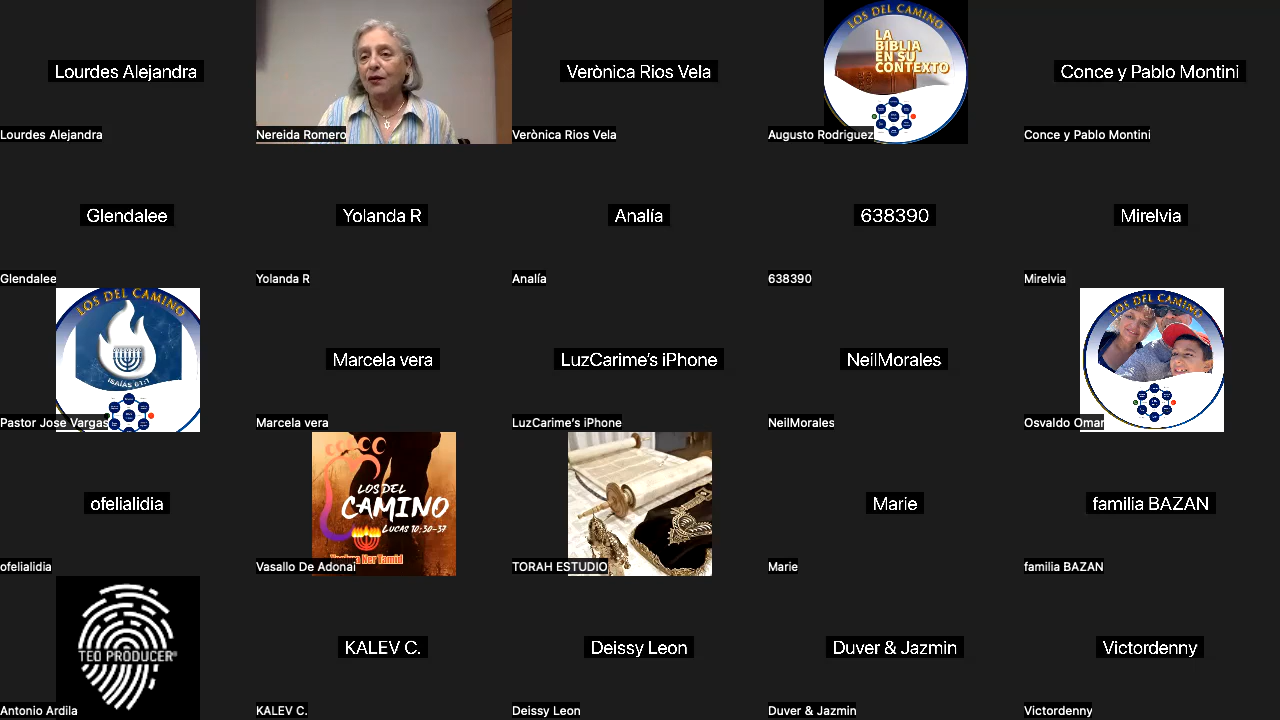 Lourdes Alejandra
Lourdes Alejandra
Nereida Romero
Verònica Rios Vela
Verònica Rios Vela
LOS DEL CAMINO
LA
BIBLIA
EN SU
CONTEXTO
Augusto Rodriguez
Conce y Pablo Montini
Conce y Pablo Montini
Glendalee
Glendalee
Yolanda R
Yolanda R
Analía
Analía
638390
638390
Mirelvia
Mirelvia
LOS DEL CAMINO
ISAÍAS 61:1
Pastor Jose Vargas
Marcela vera
Marcela vera
LuzCarime’s iPhone
LuzCarime’s iPhone
NeilMorales
NeilMorales
LOS DEL CAMINO
Osvaldo Omar
ofelialidia
ofelialidia
LOS DEL
CAMINO
LUCAS 10:30-37
Ner Tamid
Vasallo De Adonai
TORAH ESTUDIO
Marie
Marie
familia BAZAN
familia BAZAN
TEO PRODUCER®
Antonio Ardila
KALEV C.
KALEV C.
Deissy Leon
Deissy Leon
Duver & Jazmin
Duver & Jazmin
Victordenny
Victordenny